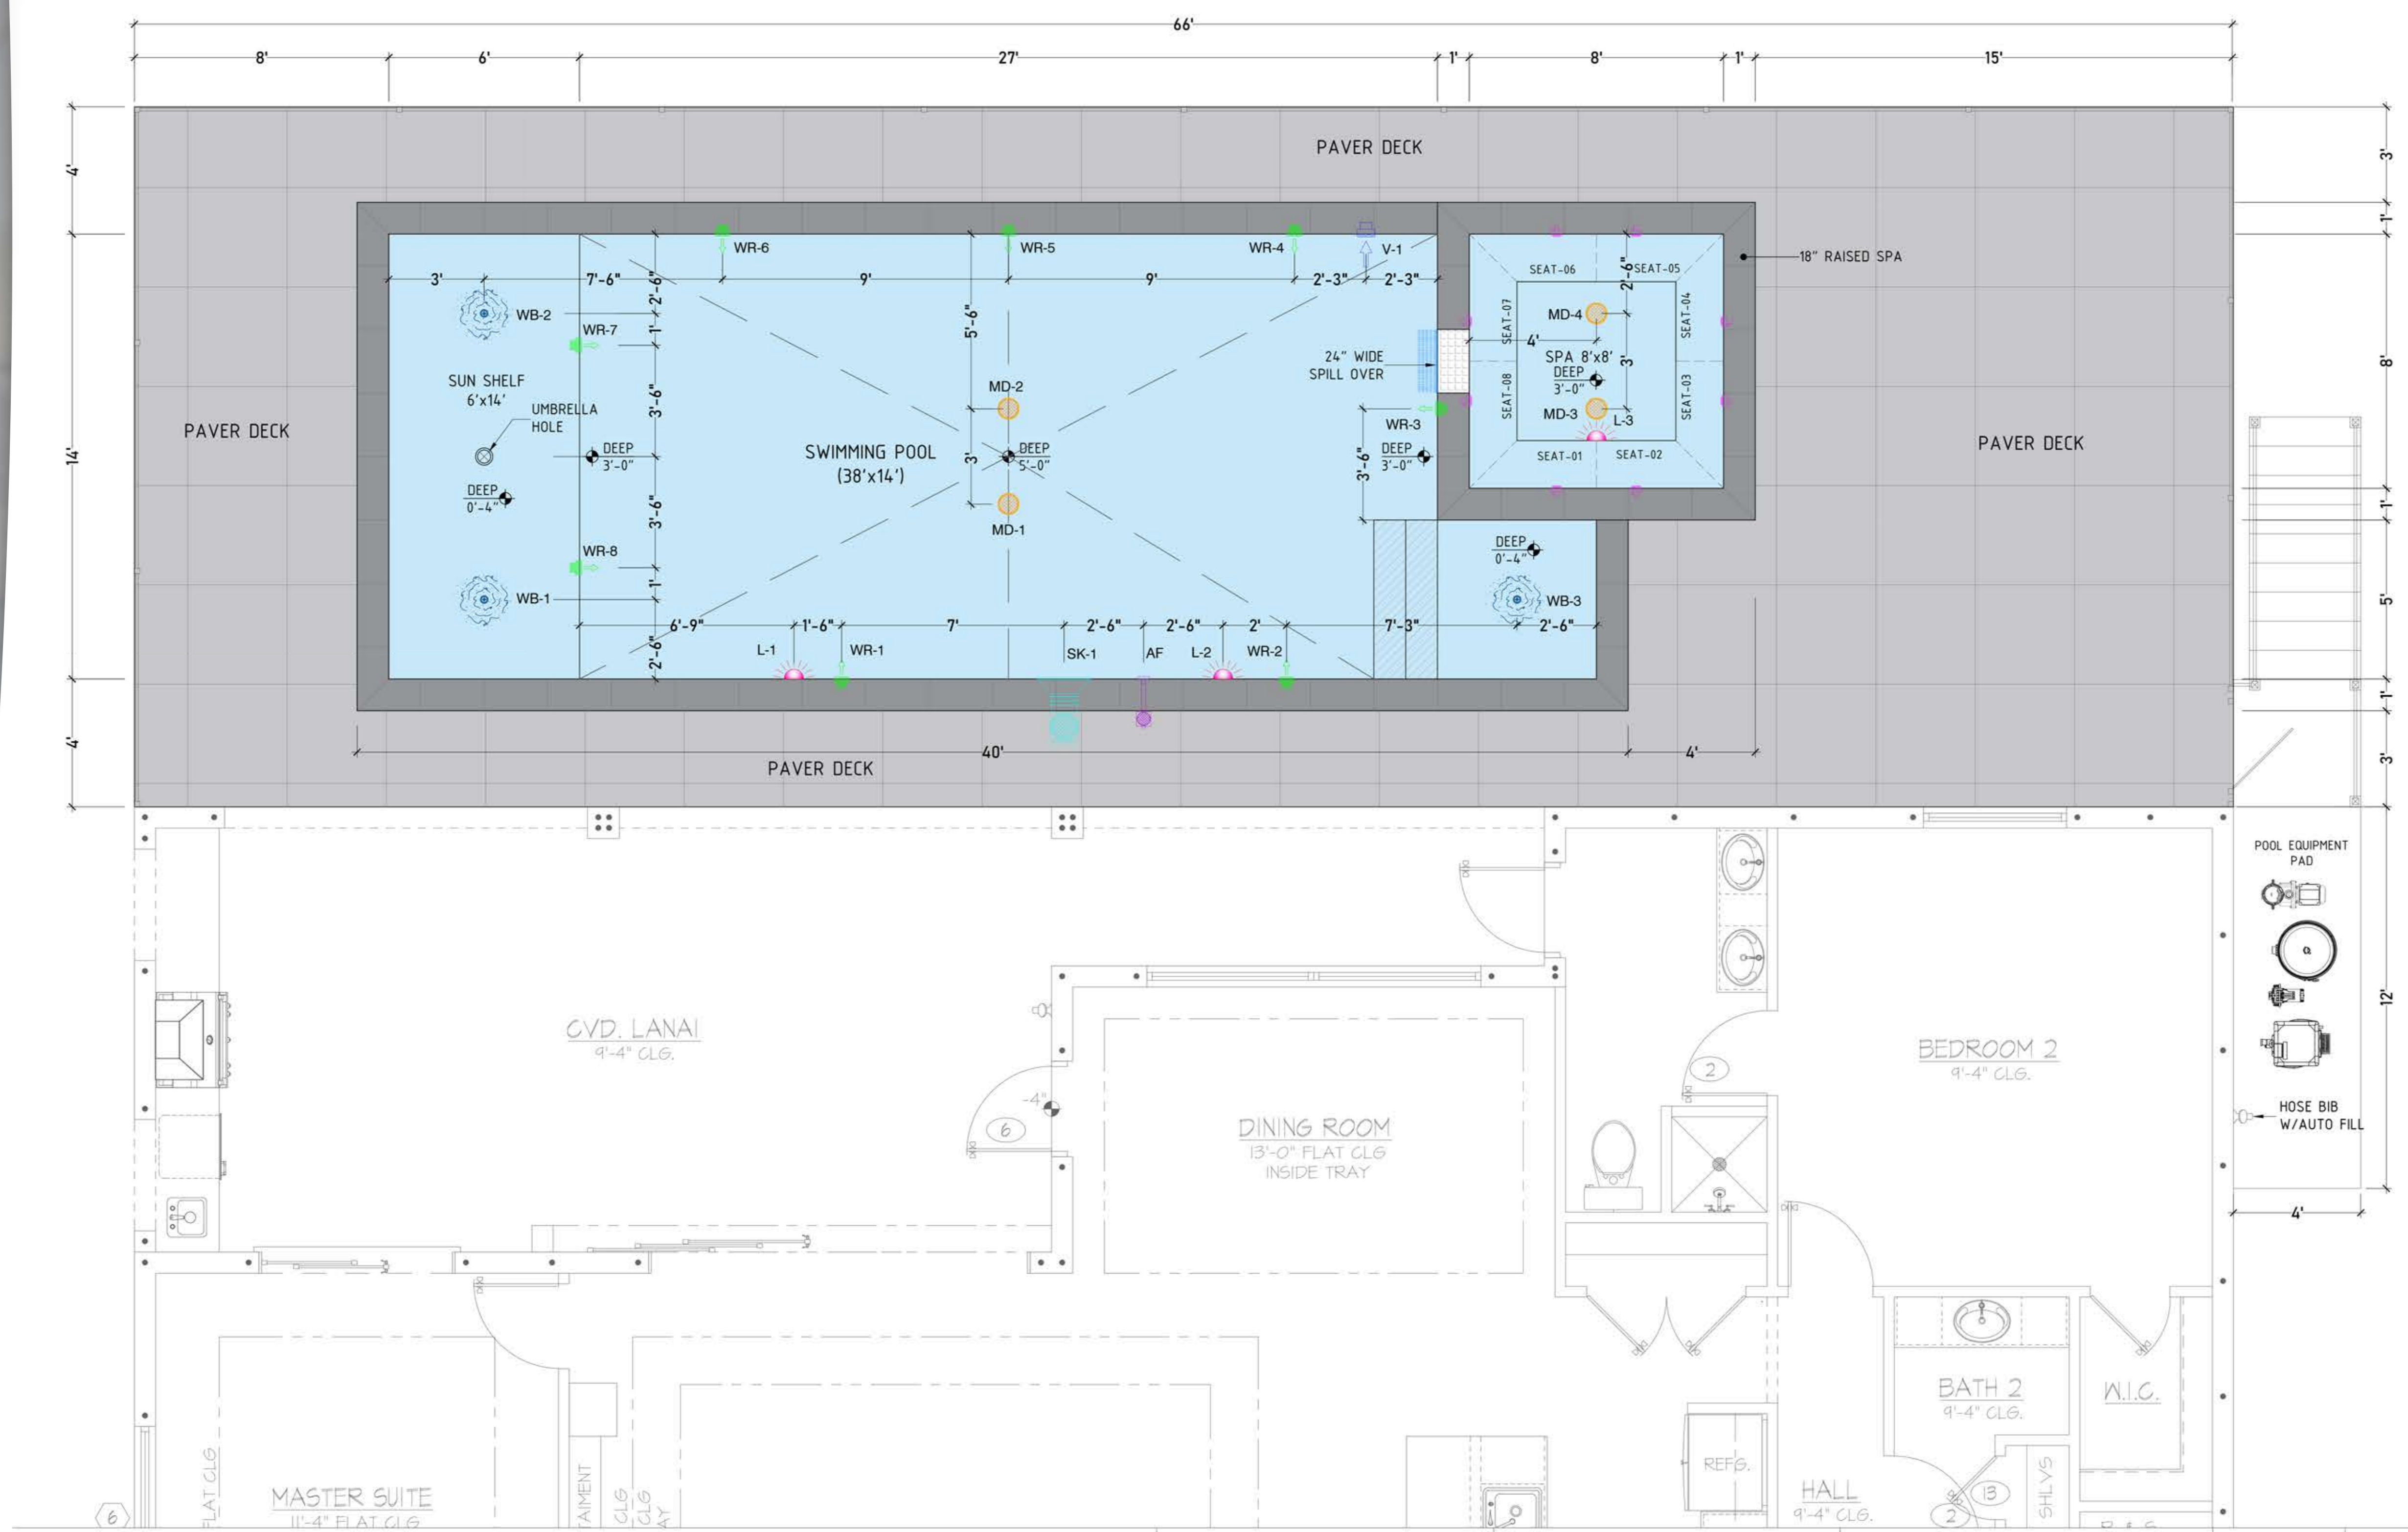 66'
8'
6'
27'
1'
8'
1'
15'
4'
14'
4'
3'
1'
8'
1'
5'
1'
3'
12'
4'
PAVER DECK
PAVER DECK
PAVER DECK
PAVER DECK
WR-6
WR-5
WR-4
V-1
3'
7'-6"
9'
9'
2'-3"
2'-3"
2'-6"
1'
3'-6"
3'-6"
1'
2'-6"
WB-2
WR-7
SUN SHELF
6'x14'
UMBRELLA
HOLE
DEEP
0'-4"
DEEP
3'-0"
WR-8
WB-1
5'-6"
3'
MD-2
SWIMMING POOL
(38'x14')
DEEP
5'-0"
MD-1
24" WIDE
SPILL OVER
WR-3
DEEP
3'-0"
3'-6"
18" RAISED SPA
SEAT-06
SEAT-05
2'-6"
SEAT-07
SEAT-04
MD-4
4'
SPA 8'x8'
3'
DEEP
3'-0"
MD-3
L-3
SEAT-08
SEAT-03
SEAT-01
SEAT-02
DEEP
0'-4"
WB-3
6'-9"
1'-6"
7'
2'-6"
2'-6"
2'
7'-3"
2'-6"
L-1
WR-1
SK-1
AF
L-2
WR-2
40'
4'
POOL EQUIPMENT
PAD
HOSE BIB
W/AUTO FILL
CVD. LANAI
9'-4" CLG.
-4"
6
DINING ROOM
13'-0" FLAT CLG
INSIDE TRAY
2
BEDROOM 2
9'-4" CLG.
BATH 2
9'-4" CLG.
W.I.C.
REFG.
HALL
9'-4" CLG.
13
2
SHLVS
MASTER SUITE
11'-4" FLAT CLG
FLAT CLG
TAIMENT
CLG
CLG
AY
6